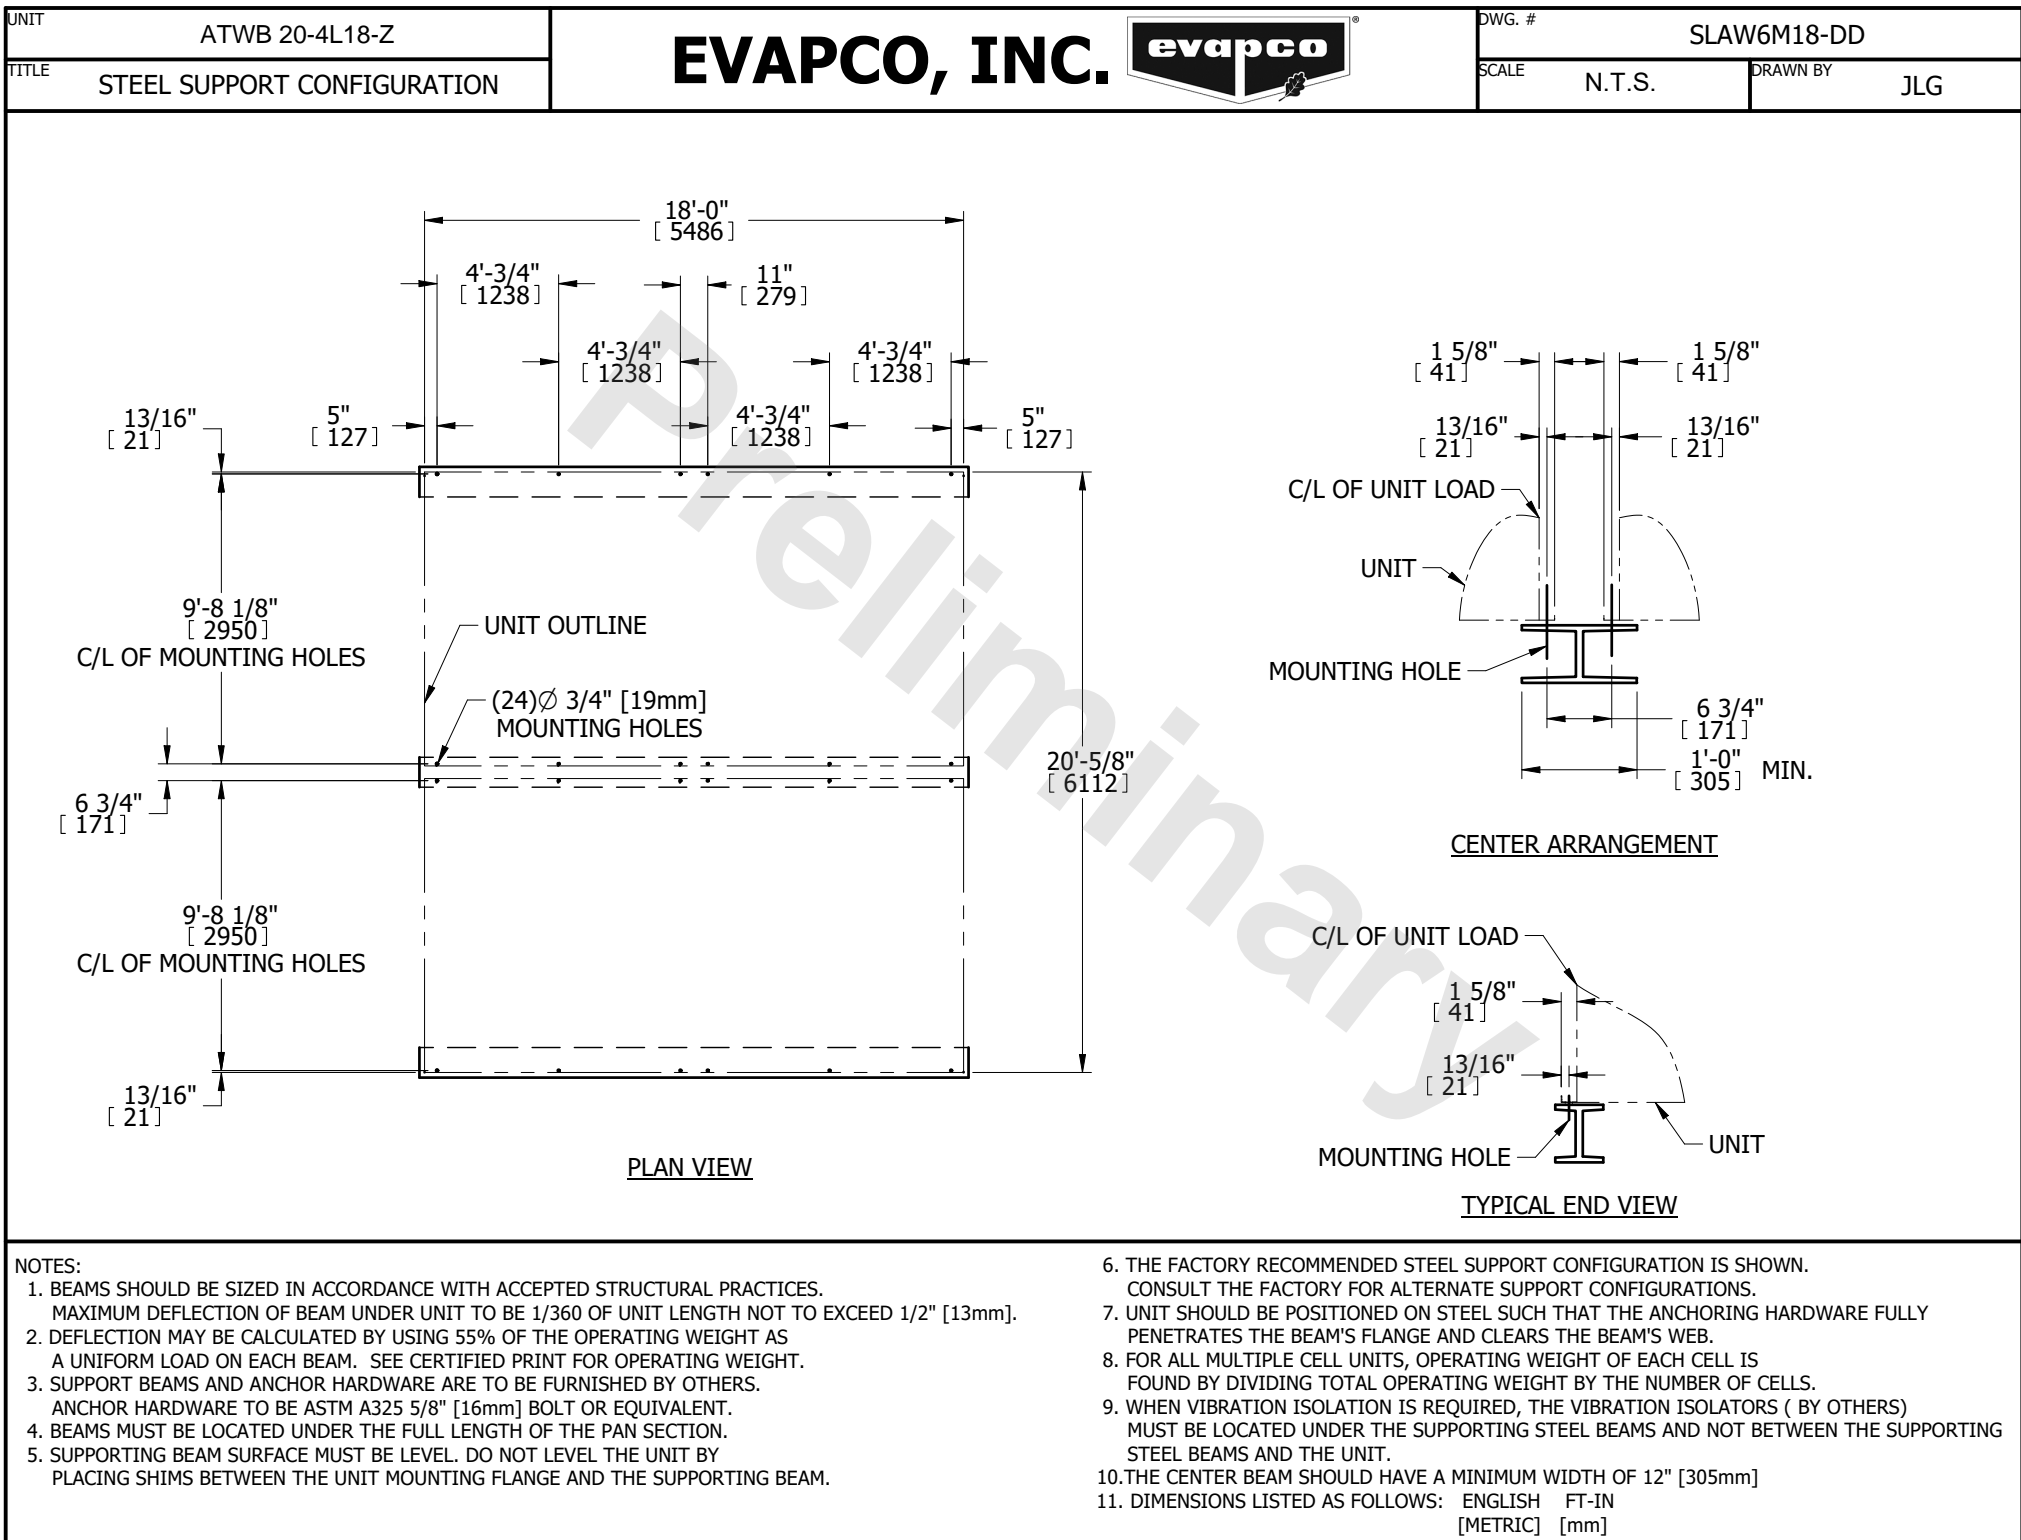 UNIT
ATWB 20-4L18-Z
TITLE
STEEL SUPPORT CONFIGURATION
EVAPCO, INC.
evapco
®
DWG. #
SLAW6M18-DD
SCALE
N.T.S.
DRAWN BY
JLG
18'-0"
[ 5486 ]
4'-3/4"
[ 1238 ]
11"
[ 279 ]
4'-3/4"
[ 1238 ]
4'-3/4"
[ 1238 ]
13/16"
[ 21 ]
5"
[ 127 ]
4'-3/4"
[ 1238 ]
5"
[ 127 ]
9'-8 1/8"
[ 2950 ]
C/L OF MOUNTING HOLES
UNIT OUTLINE
(24)∅ 3/4" [19mm]
MOUNTING HOLES
20'-5/8"
[ 6112 ]
6 3/4"
[ 171 ]
9'-8 1/8"
[ 2950 ]
C/L OF MOUNTING HOLES
13/16"
[ 21 ]
PLAN VIEW
Preliminary
1 5/8"
[ 41 ]
1 5/8"
[ 41 ]
13/16"
[ 21 ]
13/16"
[ 21 ]
C/L OF UNIT LOAD
UNIT
MOUNTING HOLE
6 3/4"
[ 171 ]
1'-0"
[ 305 ] MIN.
CENTER ARRANGEMENT
C/L OF UNIT LOAD
1 5/8"
[ 41 ]
13/16"
[ 21 ]
MOUNTING HOLE
UNIT
TYPICAL END VIEW
NOTES:
1. BEAMS SHOULD BE SIZED IN ACCORDANCE WITH ACCEPTED STRUCTURAL PRACTICES.
MAXIMUM DEFLECTION OF BEAM UNDER UNIT TO BE 1/360 OF UNIT LENGTH NOT TO EXCEED 1/2" [13mm].
2. DEFLECTION MAY BE CALCULATED BY USING 55% OF THE OPERATING WEIGHT AS
A UNIFORM LOAD ON EACH BEAM. SEE CERTIFIED PRINT FOR OPERATING WEIGHT.
3. SUPPORT BEAMS AND ANCHOR HARDWARE ARE TO BE FURNISHED BY OTHERS.
ANCHOR HARDWARE TO BE ASTM A325 5/8" [16mm] BOLT OR EQUIVALENT.
4. BEAMS MUST BE LOCATED UNDER THE FULL LENGTH OF THE PAN SECTION.
5. SUPPORTING BEAM SURFACE MUST BE LEVEL. DO NOT LEVEL THE UNIT BY
PLACING SHIMS BETWEEN THE UNIT MOUNTING FLANGE AND THE SUPPORTING BEAM.
6. THE FACTORY RECOMMENDED STEEL SUPPORT CONFIGURATION IS SHOWN.
CONSULT THE FACTORY FOR ALTERNATE SUPPORT CONFIGURATIONS.
7. UNIT SHOULD BE POSITIONED ON STEEL SUCH THAT THE ANCHORING HARDWARE FULLY
PENETRATES THE BEAM'S FLANGE AND CLEARS THE BEAM'S WEB.
8. FOR ALL MULTIPLE CELL UNITS, OPERATING WEIGHT OF EACH CELL IS
FOUND BY DIVIDING TOTAL OPERATING WEIGHT BY THE NUMBER OF CELLS.
9. WHEN VIBRATION ISOLATION IS REQUIRED, THE VIBRATION ISOLATORS ( BY OTHERS)
MUST BE LOCATED UNDER THE SUPPORTING STEEL BEAMS AND NOT BETWEEN THE SUPPORTING
STEEL BEAMS AND THE UNIT.
10.THE CENTER BEAM SHOULD HAVE A MINIMUM WIDTH OF 12" [305mm]
11. DIMENSIONS LISTED AS FOLLOWS: ENGLISH FT-IN
[METRIC] [mm]